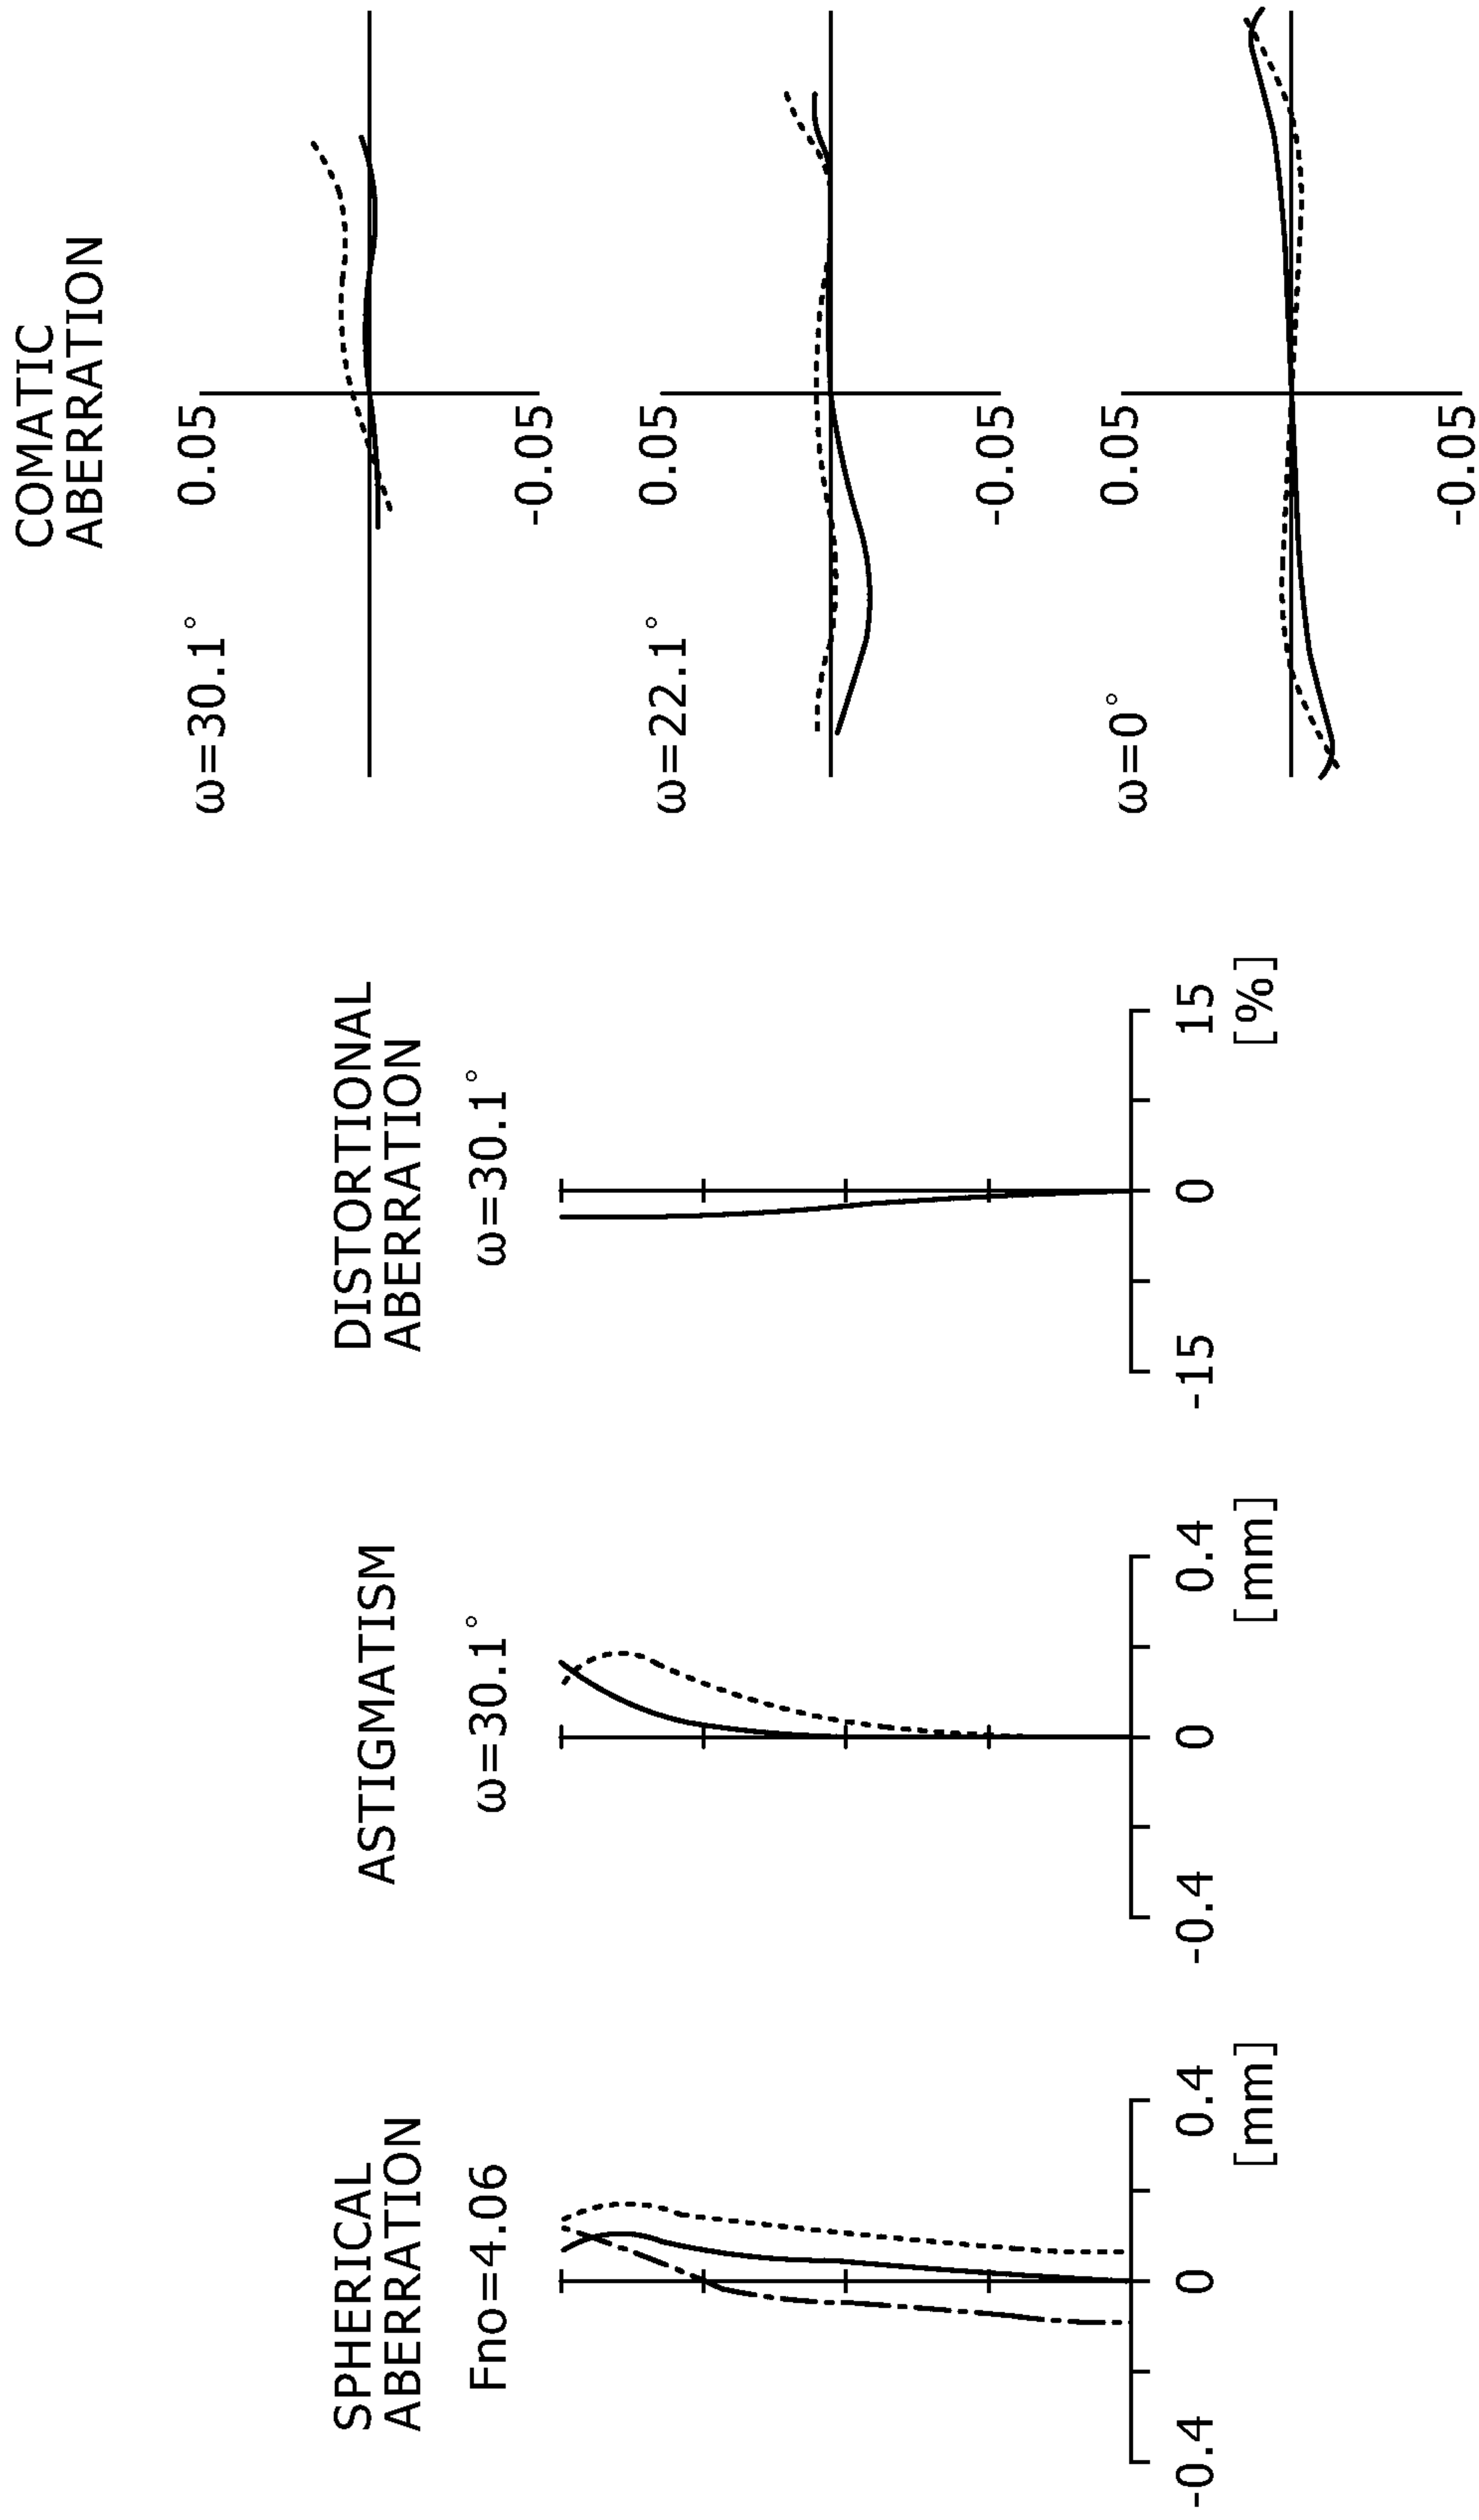 SPHERICAL
ABERRATION
Fno=4.06
-0.4
0
0.4
[mm]
ASTIGMATISM
ω=30.1°
-0.4
0
0.4
[mm]
DISTORTIONAL
ABERRATION
ω=30.1°
-15
0
15
[%]
COMATIC
ABERRATION
ω=30.1°
0.05
-0.05
ω=22.1°
0.05
-0.05
ω=0°
0.05
-0.05